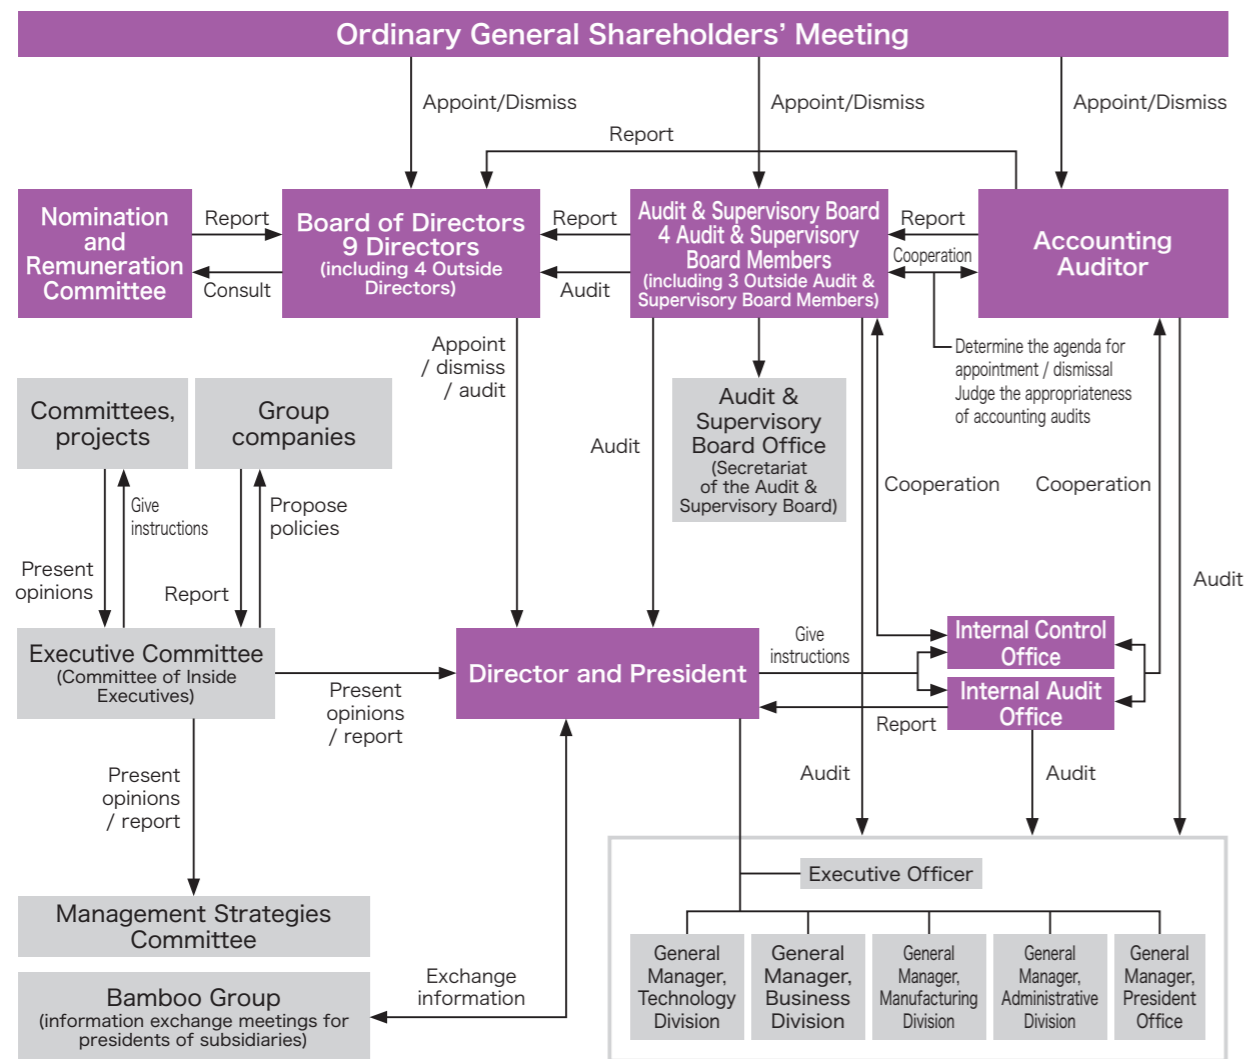 Ordinary General Shareholders’ Meeting
Appoint/Dismiss
Appoint/Dismiss
Appoint/Dismiss
Report
Nomination
and
Remuneration
Committee
Report
Consult
Board of Directors
9 Directors
(including 4 Outside
Directors)
Report
Audit
Audit & Supervisory Board
4 Audit & Supervisory
Board Members
(including 3 Outside Audit &
Supervisory Board Members)
Report
Cooperation
Accounting
Auditor
Determine the agenda for
appointment / dismissal
Judge the appropriateness
of accounting audits
Appoint
/ dismiss
/ audit
Committees,
projects
Group
companies
Audit &
Supervisory
Board Office
(Secretariat
of the Audit &
Supervisory Board)
Audit
Cooperation
Cooperation
Give
instructions
Propose
policies
Present
opinions
Report
Audit
Executive Committee
(Committee of Inside
Executives)
Present
opinions
/ report
Director and President
Give
instructions
Internal Control
Office
Internal Audit
Office
Report
Present
opinions
/ report
Audit
Audit
Management Strategies
Committee
Executive Officer
Bamboo Group
(information exchange meetings for
presidents of subsidiaries)
Exchange
information
General
Manager,
Technology
Division
General
Manager,
Business
Division
General
Manager,
Manufacturing
Division
General
Manager,
Administrative
Division
General
Manager,
President
Office